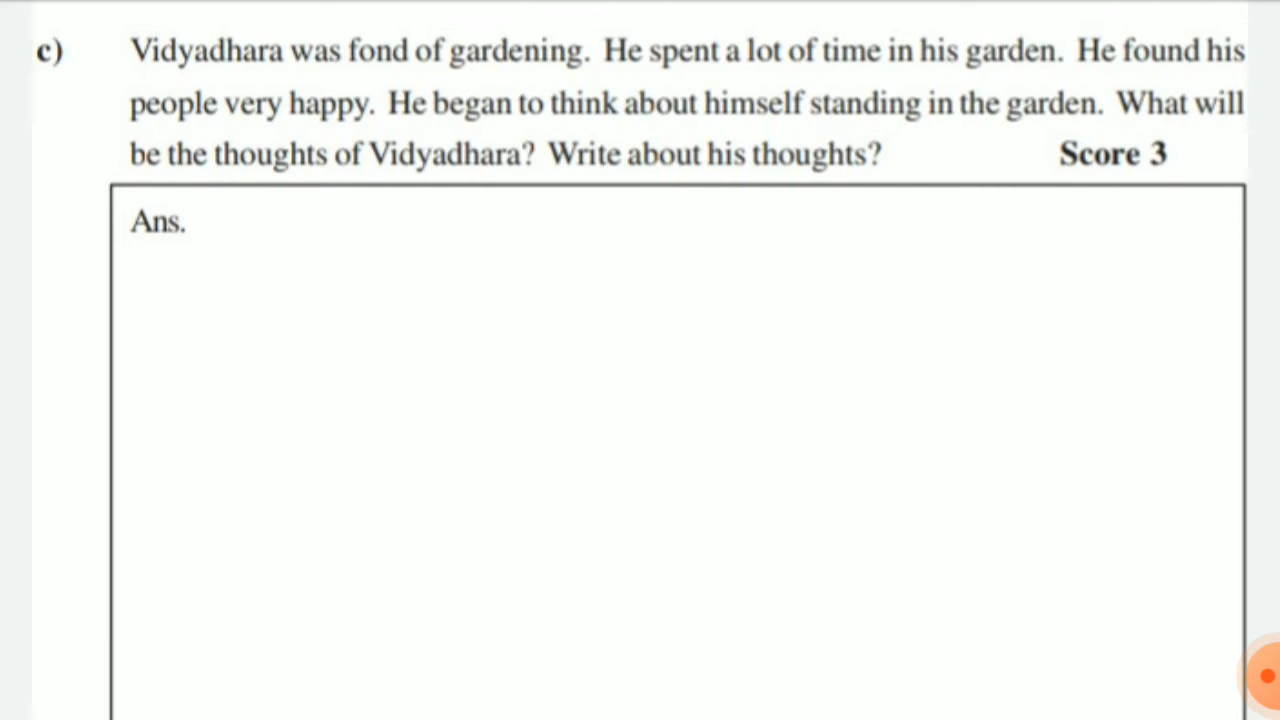 c) Vidyadhara was fond of gardening. He spent a lot of time in his garden. He found his
people very happy. He began to think about himself standing in the garden. What will
be the thoughts of Vidyadhara? Write about his thoughts? Score 3
Ans.